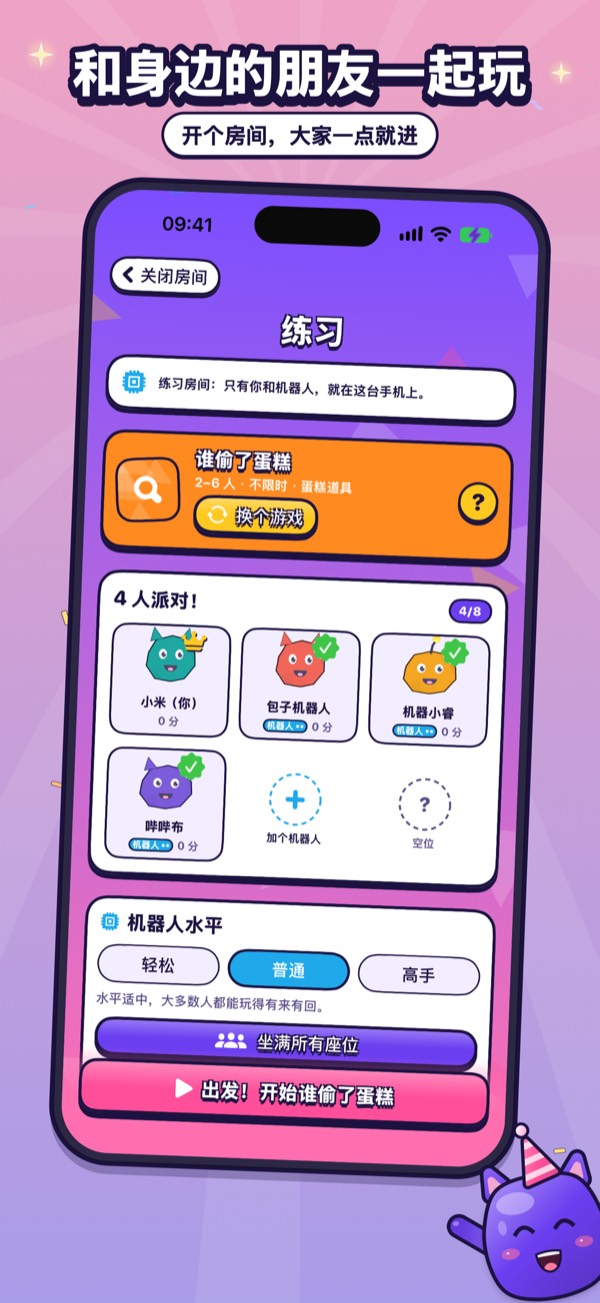 和身边的朋友一起玩
开个房间，大家一点就进
09:41
关闭房间
练习
练习房间：只有你和机器人，就在这台手机上。
谁偷了蛋糕
2–6 人 · 不限时 · 蛋糕道具
换个游戏
?
4 人派对！
4/8
小米（你）
0 分
包子机器人
机器人 •• 0 分
机器小睿
机器人 •• 0 分
哔哔布
机器人 •• 0 分
加个机器人
?
空位
机器人水平
轻松
普通
高手
水平适中，大多数人都能玩得有来有回。
坐满所有座位
出发！开始谁偷了蛋糕